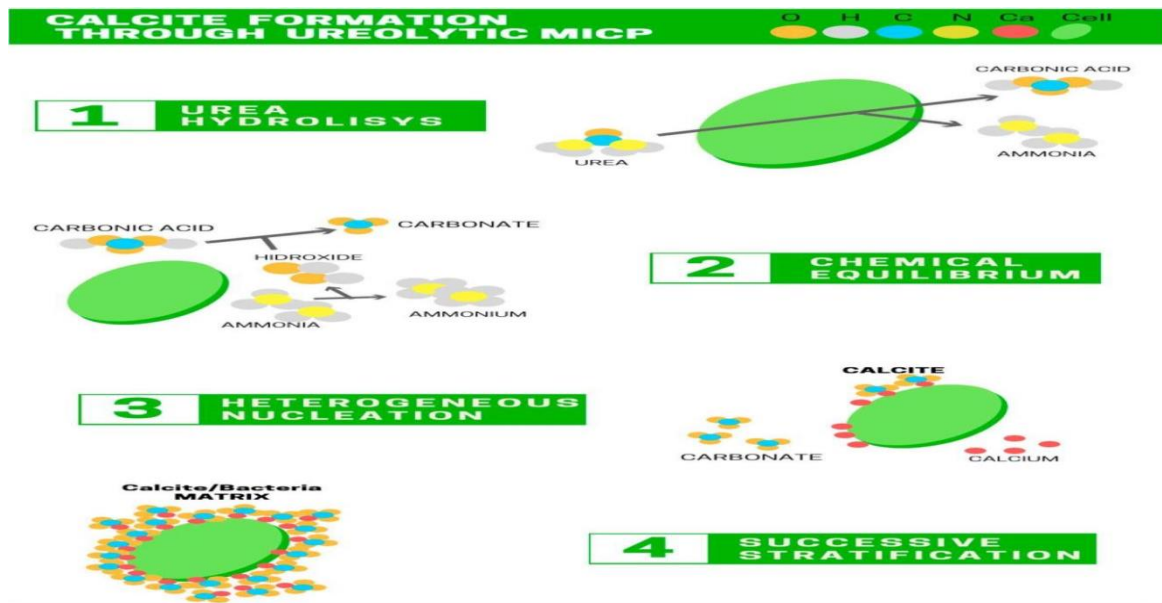 CALCITE FORMATION
THROUGH UREOLYTIC MICP
O H C N Ca Cell
1 UREA
HYDROLISYS
CARBONIC ACID
UREA
AMMONIA
CARBONIC ACID
CARBONATE
HIDROXIDE
AMMONIA
AMMONIUM
2 CHEMICAL
EQUILIBRIUM
3 HETEROGENEOUS
NUCLEATION
CALCITE
CARBONATE
CALCIUM
Calcite/Bacteria
MATRIX
4 SUCCESSIVE
STRATIFICATION